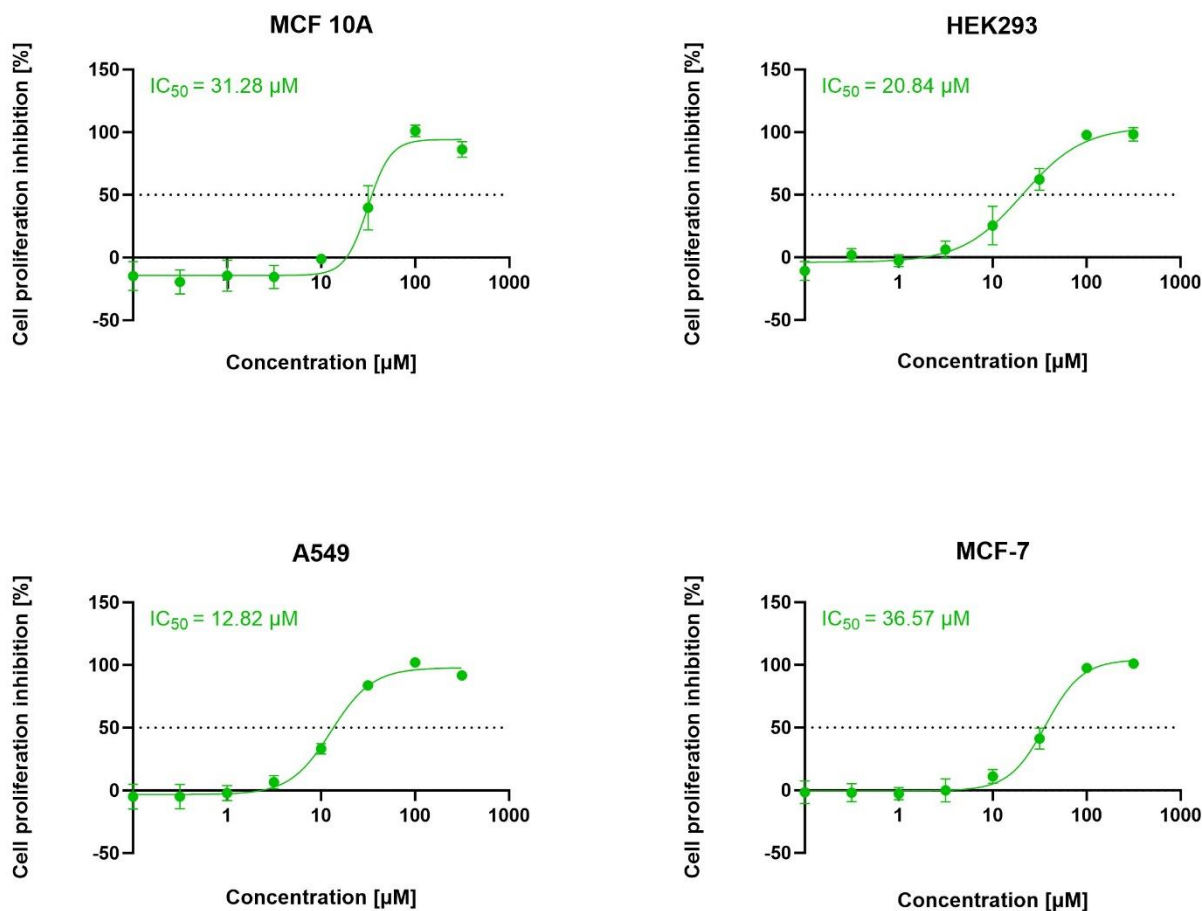 MCF 10A
Cell proliferation inhibition [%]
150
100
50
0
-50
IC50 = 31.28 µM
1
10
100
1000
Concentration [µM]
HEK293
Cell proliferation inhibition [%]
150
100
50
0
-50
IC50 = 20.84 µM
1
10
100
1000
Concentration [µM]
A549
Cell proliferation inhibition [%]
150
100
50
0
-50
IC50 = 12.82 µM
1
10
100
1000
Concentration [µM]
MCF-7
Cell proliferation inhibition [%]
150
100
50
0
-50
IC50 = 36.57 µM
1
10
100
1000
Concentration [µM]